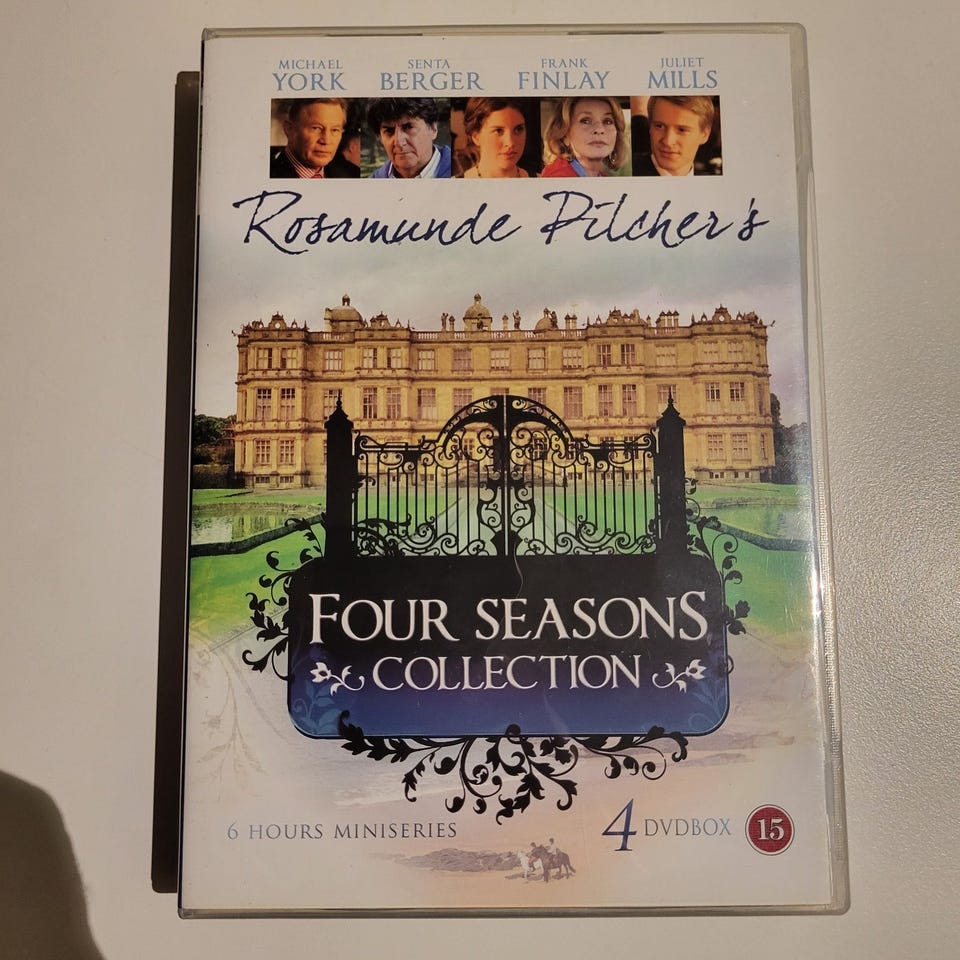 MICHAEL YORK
SENTA BERGER
FRANK FINLAY
JULIET MILLS
Rosamunde Pilcher's
FOUR SEASONS
COLLECTION
6 HOURS MINISERIES
4 DVDBOX
15